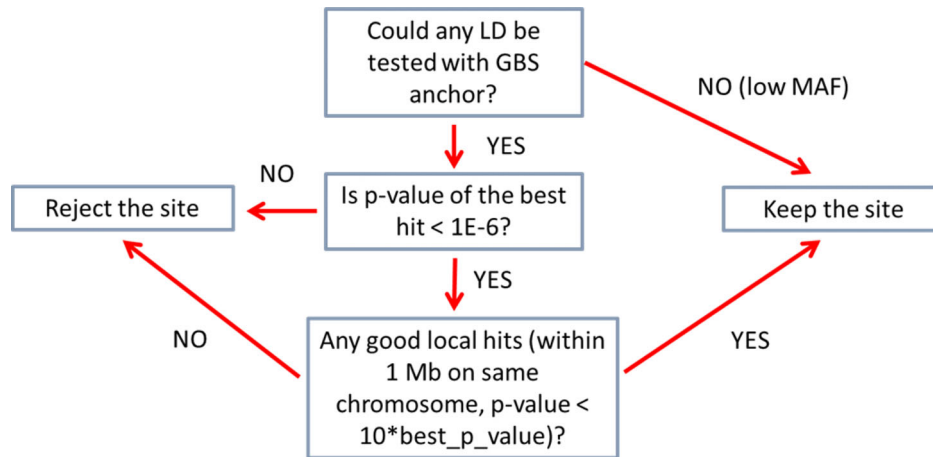 Could any LD be
tested with GBS
anchor?
NO (low MAF)
YES
NO
Reject the site
Is p-value of the best
hit < 1E-6?
Keep the site
YES
NO
Any good local hits (within
1 Mb on same
chromosome, p-value <
10*best_p_value)?
YES